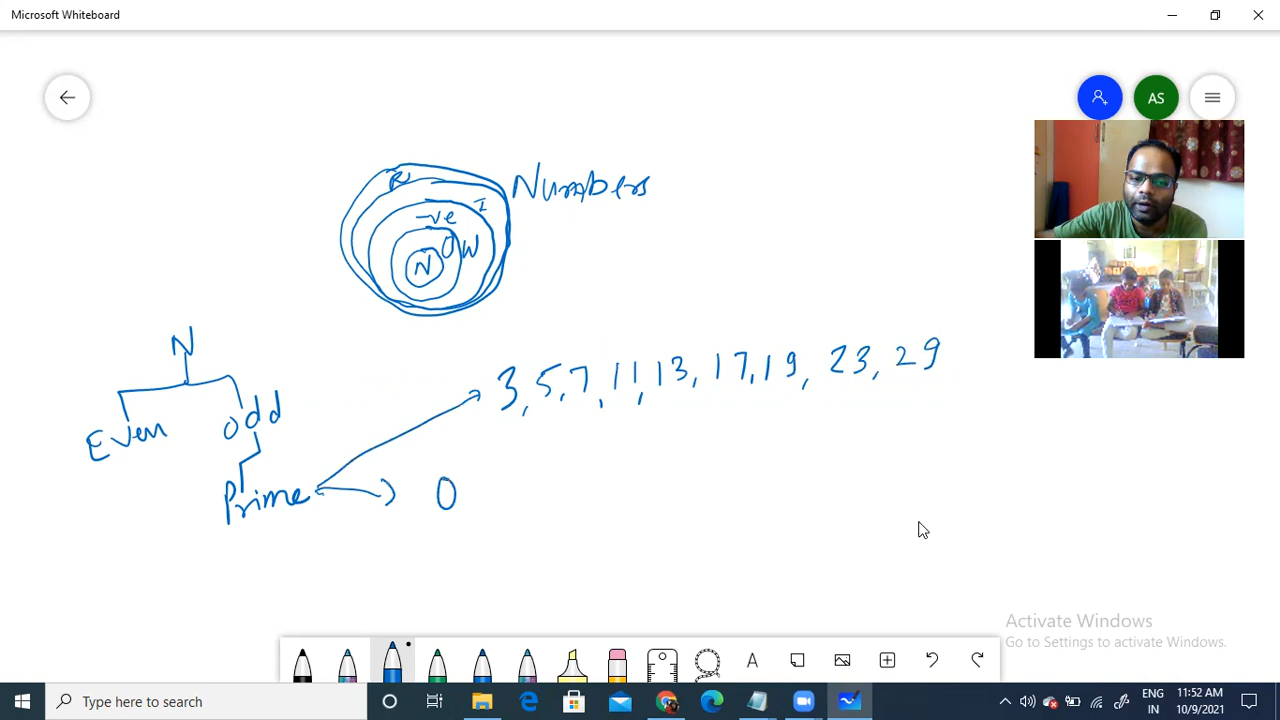 Microsoft Whiteboard
AS
Numbers
R
I
-ve
0 W
N
N
3, 5, 7, 11, 13, 17, 19, 23, 29
Even
Odd
Prime
0
Activate Windows
Go to Settings to activate Windows.
A
Type here to search
ENG
IN
11:52 AM
10/9/2021